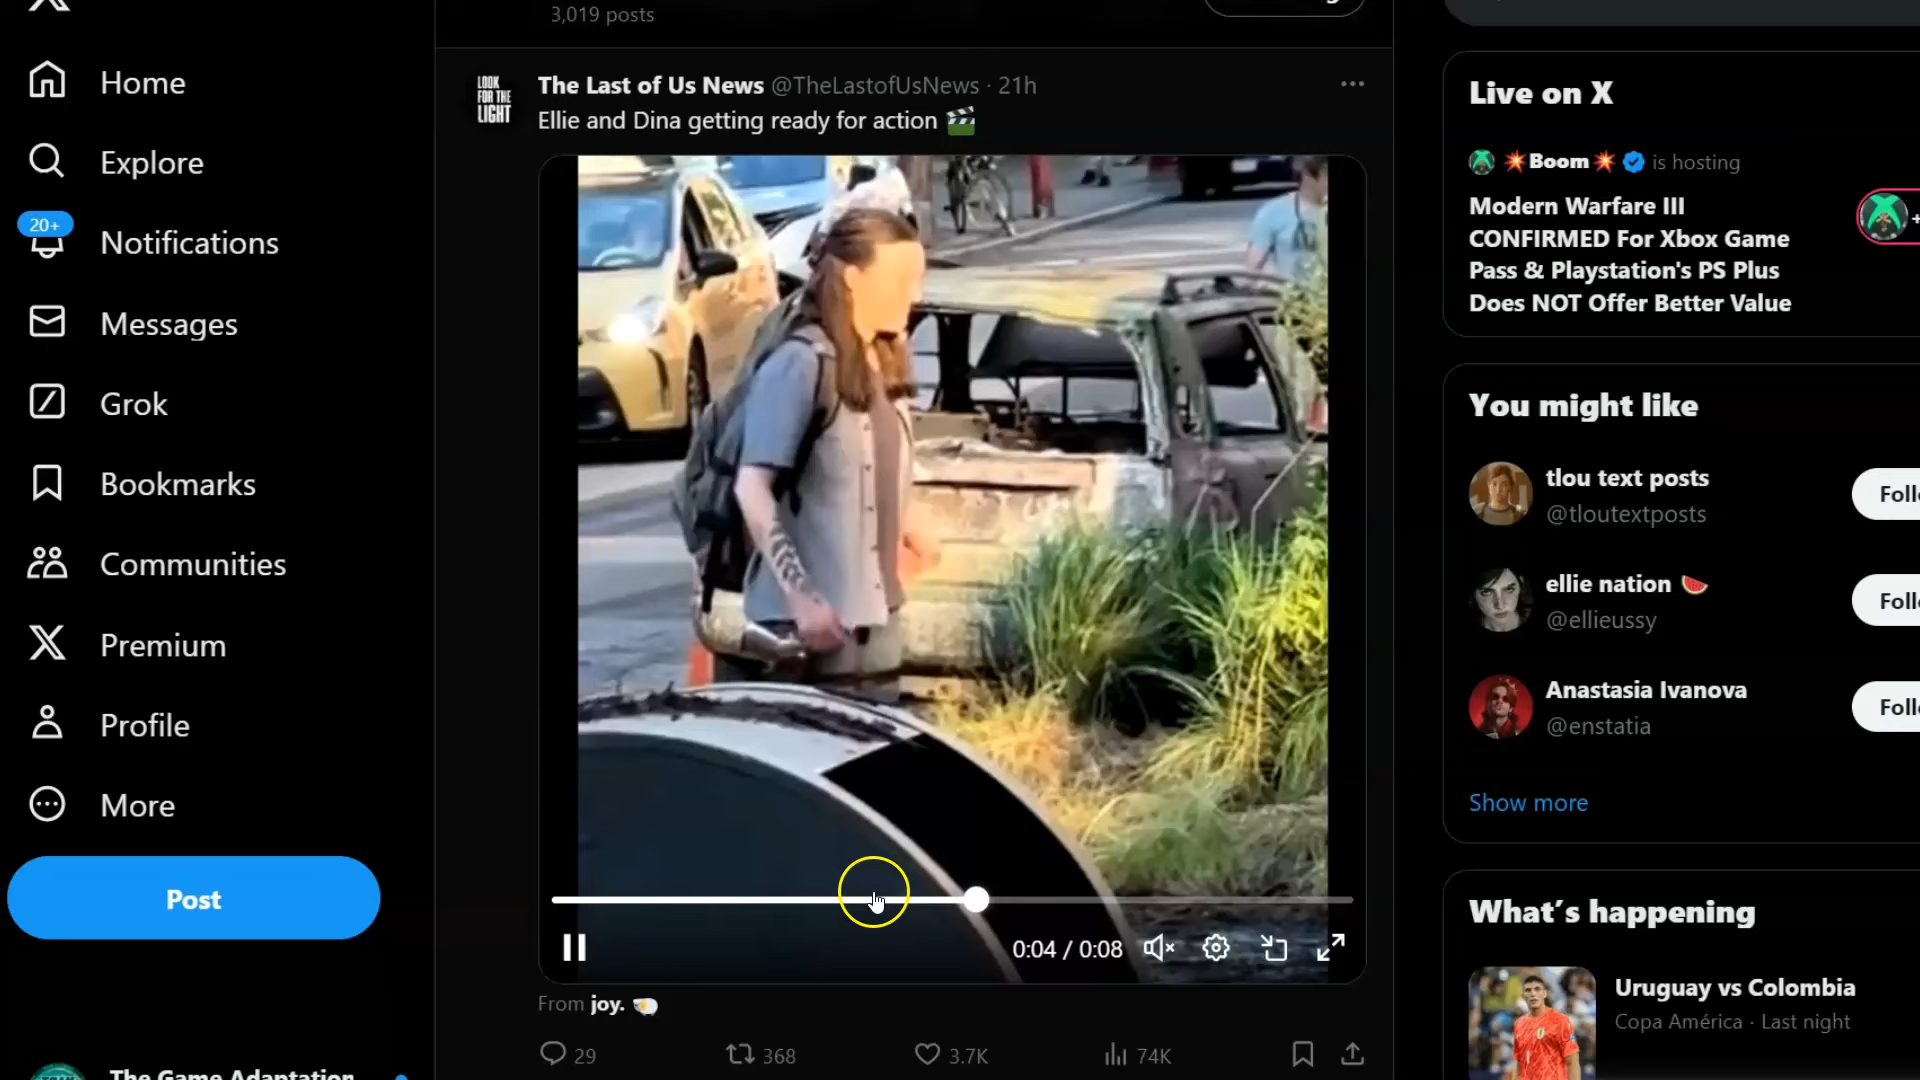 3,019 posts
Home
Explore
20+
Notifications
Messages
Grok
Bookmarks
Communities
Premium
Profile
More
Post
The Game Adaptation
LOOK
FOR THE
LIGHT
The Last of Us News @TheLastofUsNews · 21h
Ellie and Dina getting ready for action 🎬
0:04 / 0:08
From joy.
29
368
3.7K
74K
Live on X
💥Boom💥 is hosting
Modern Warfare III
CONFIRMED For Xbox Game
Pass & Playstation's PS Plus
Does NOT Offer Better Value
You might like
tlou text posts
@tloutextposts
Foll
ellie nation 🍉
@ellieussy
Foll
Anastasia Ivanova
@enstatia
Foll
Show more
What's happening
Uruguay vs Colombia
Copa América · Last night